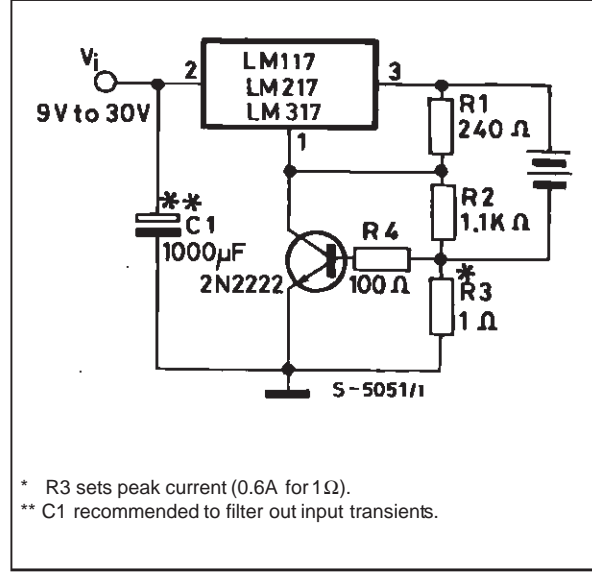 Vi
9V to 30V
2
LM117
LM217
LM317
3
1
R1
240 Ω
R2
1.1K Ω
**
C1
1000µF
2N2222
R4
100Ω
*
R3
1 Ω
S-5051/1
* R3 sets peak current (0.6A for 1Ω).
** C1 recommended to filter out input transients.